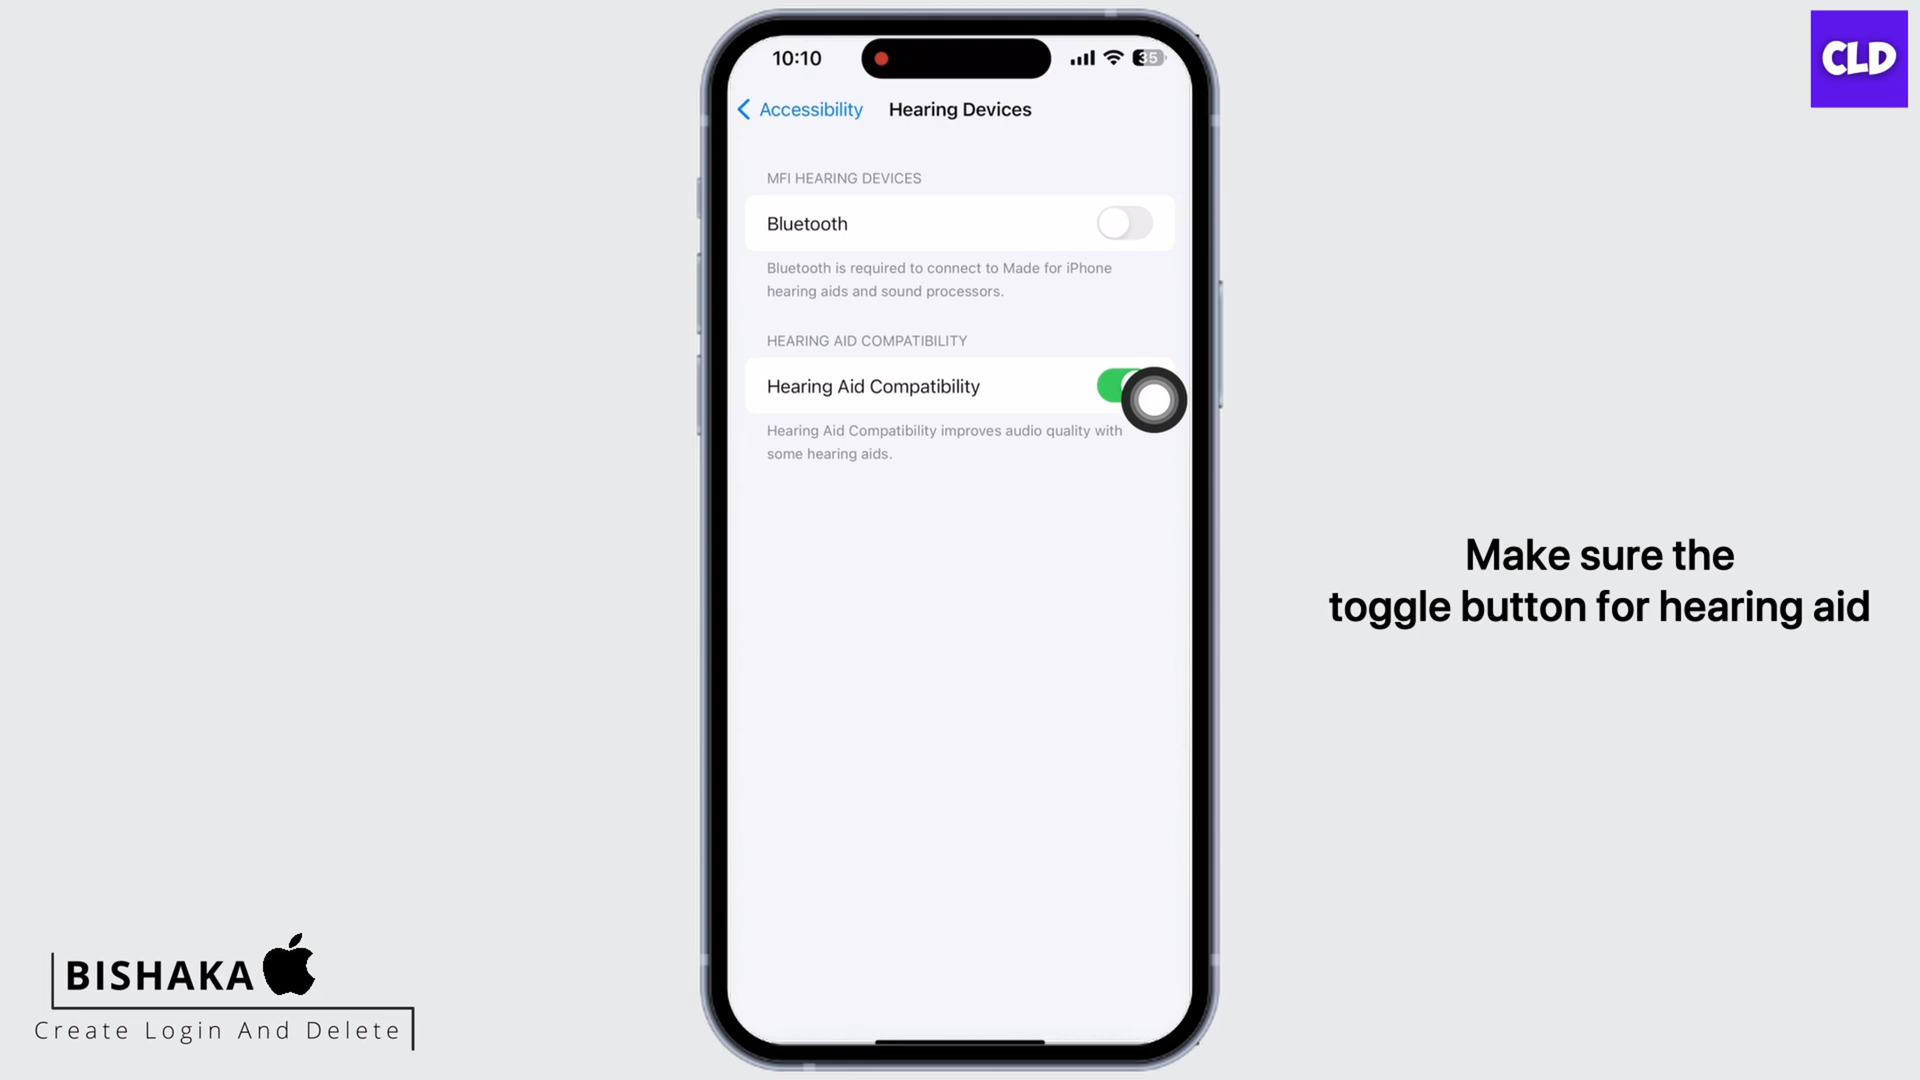 CLD
10:10
35
Accessibility
Hearing Devices
MFI HEARING DEVICES
Bluetooth
Bluetooth is required to connect to Made for iPhone
hearing aids and sound processors.
HEARING AID COMPATIBILITY
Hearing Aid Compatibility
Hearing Aid Compatibility improves audio quality with
some hearing aids.
Make sure the
toggle button for hearing aid
BISHAKA
Create Login And Delete